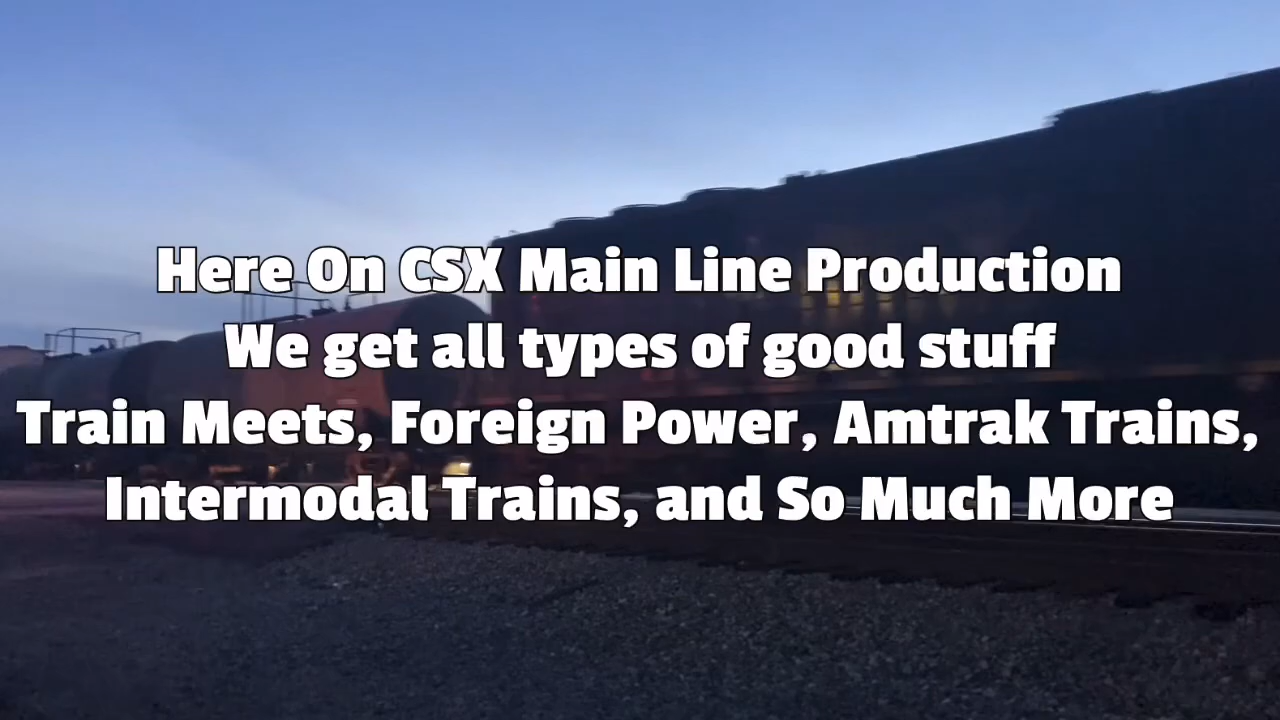 Here On CSX Main Line Production
We get all types of good stuff
Train Meets, Foreign Power, Amtrak Trains,
Intermodal Trains, and So Much More